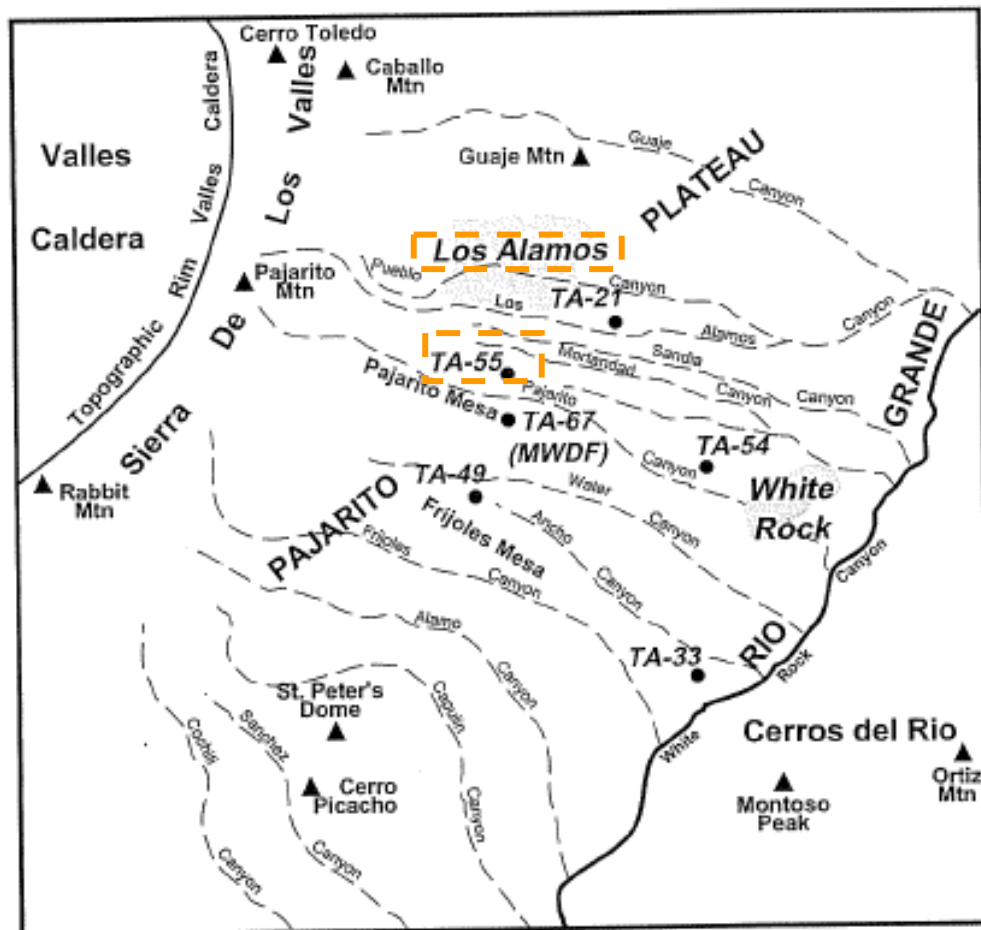 Cerro Toledo
Caballo
Mtn
Valles
Caldera
Topographic Rim Valles Caldera
Sierra De Los Valles
Guaje Mtn
Guaje
Canyon
PLATEAU
Los Alamos
Pajarito
Mtn
Pueblo
Canyon
TA-21
Los
Alamos
Canyon
Sandia
Canyon
TA-55
Mortandad
Canyon
Pajarito Mesa
Pajarito
Canyon
TA-67
(MWDF)
TA-54
White
Rock
Rabbit
Mtn
TA-49
Water
Canyon
PAJARITO
Frijoles Mesa
Ancho
Canyon
Frijoles
Canyon
RIO GRANDE
White Rock Canyon
TA-33
Alamo
Canyon
St. Peter's
Dome
Capulin
Canyon
Sanchez
Canyon
Cochiti
Canyon
Cerro
Picacho
Cerros del Rio
Montoso
Peak
Ortiz
Mtn